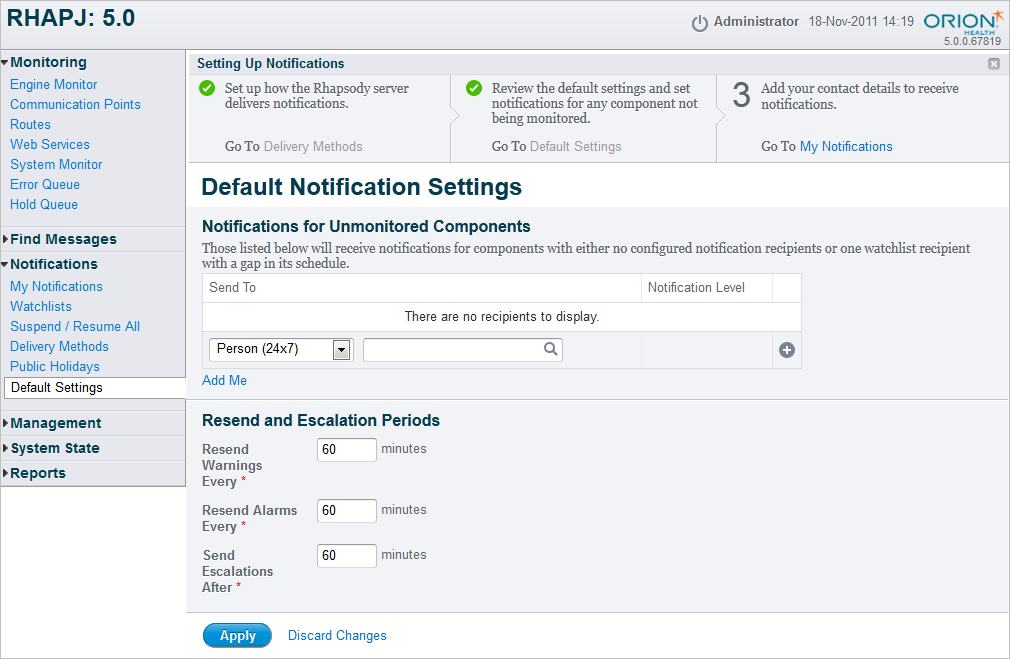 RHAPJ: 5.0
Administrator 18-Nov-2011 14:19
ORION
HEALTH
5.0.0.67819
Monitoring
Engine Monitor
Communication Points
Routes
Web Services
System Monitor
Error Queue
Hold Queue
Find Messages
Notifications
My Notifications
Watchlists
Suspend / Resume All
Delivery Methods
Public Holidays
Default Settings
Management
System State
Reports
Setting Up Notifications
Set up how the Rhapsody server
delivers notifications.
Go To Delivery Methods
Review the default settings and set
notifications for any component not
being monitored.
Go To Default Settings
3 Add your contact details to receive
notifications.
Go To My Notifications
Default Notification Settings
Notifications for Unmonitored Components
Those listed below will receive notifications for components with either no configured notification recipients or one watchlist recipient
with a gap in its schedule.
Send To Notification Level
There are no recipients to display.
Person (24x7)
Add Me
Resend and Escalation Periods
Resend
Warnings
Every *
60 minutes
Resend Alarms
Every *
60 minutes
Send
Escalations
After *
60 minutes
Apply Discard Changes